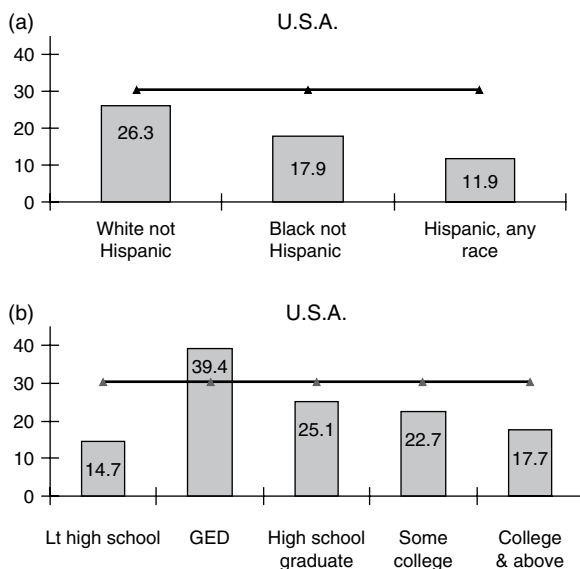 (a) U.S.A.
40
30
20
10
0
26.3 17.9 11.9
White not
Hispanic
Black not
Hispanic
Hispanic, any
race
(b) U.S.A.
40
30
20
10
0
14.7 39.4 25.1 22.7 17.7
Lt high school
GED
High school
graduate
Some
college
College
& above